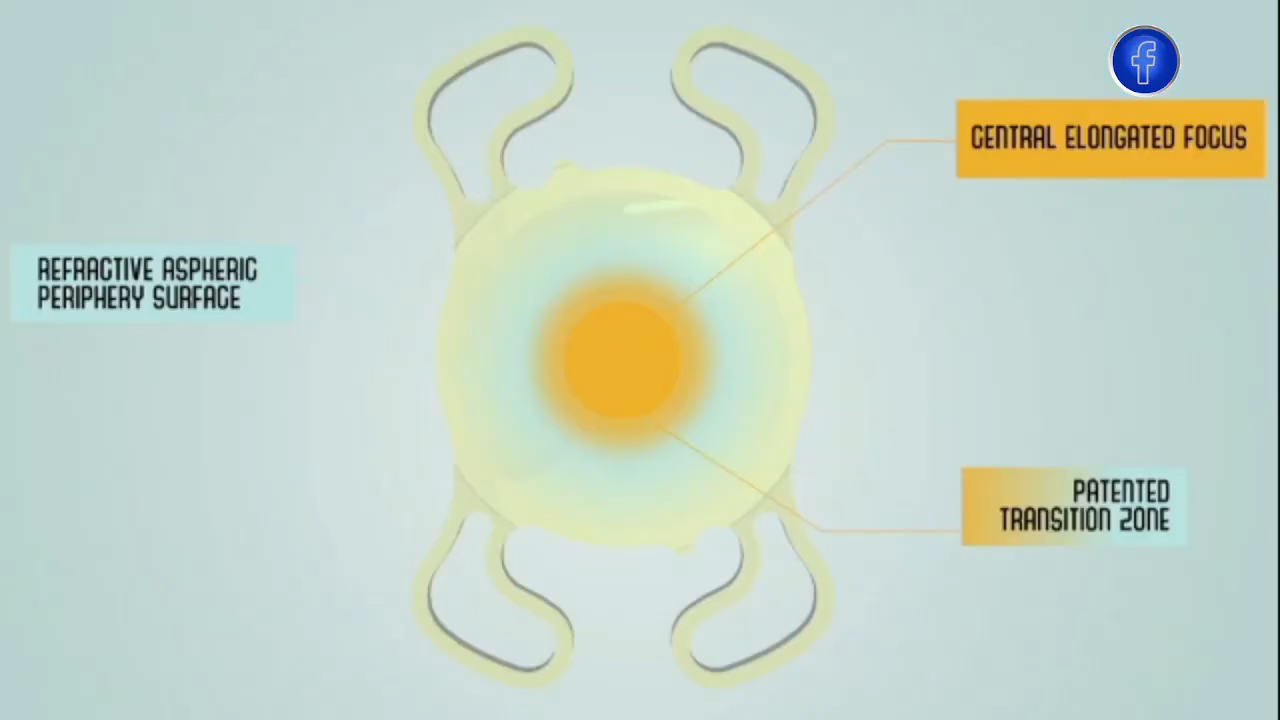 CENTRAL ELONGATED FOCUS
REFRACTIVE ASPHERIC
PERIPHERY SURFACE
PATENTED
TRANSITION ZONE